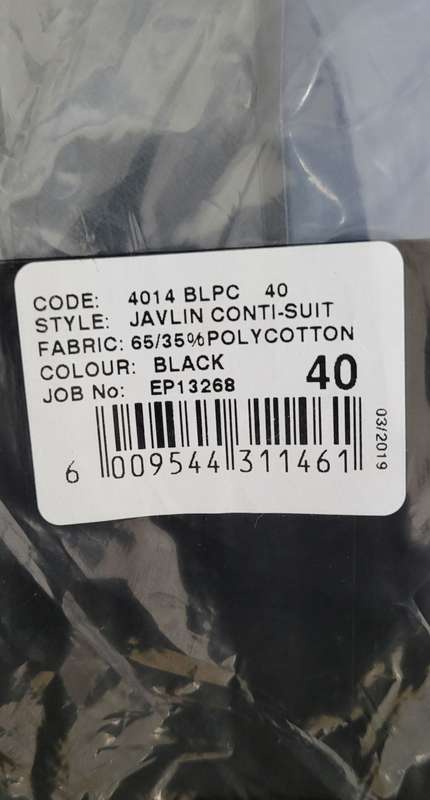 CODE: 4014 BLPC 40
STYLE: JAVLIN CONTI-SUIT
FABRIC: 65/35%POLYCOTTON
COLOUR: BLACK
JOB No: EP13268
40
03/2019
6 009544 311461